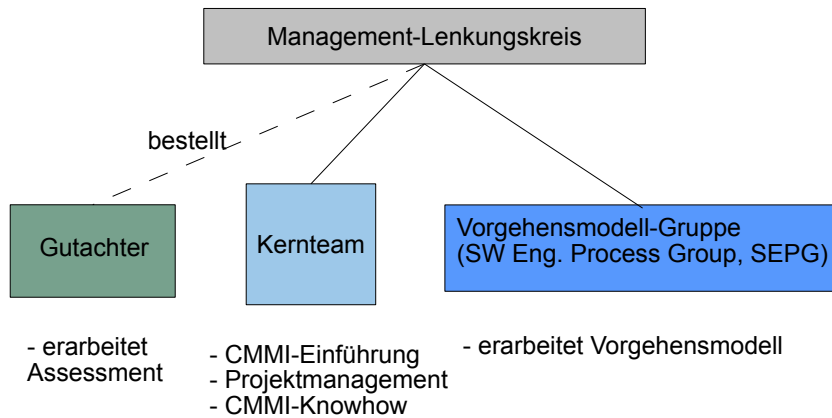 Management-Lenkungskreis
bestellt
Gutachter
Kernteam
Vorgehensmodell-Gruppe
(SW Eng. Process Group, SEPG)
- erarbeitet
Assessment
- CMMI-Einführung
- Projektmanagement
- CMMI-Knowhow
- erarbeitet Vorgehensmodell